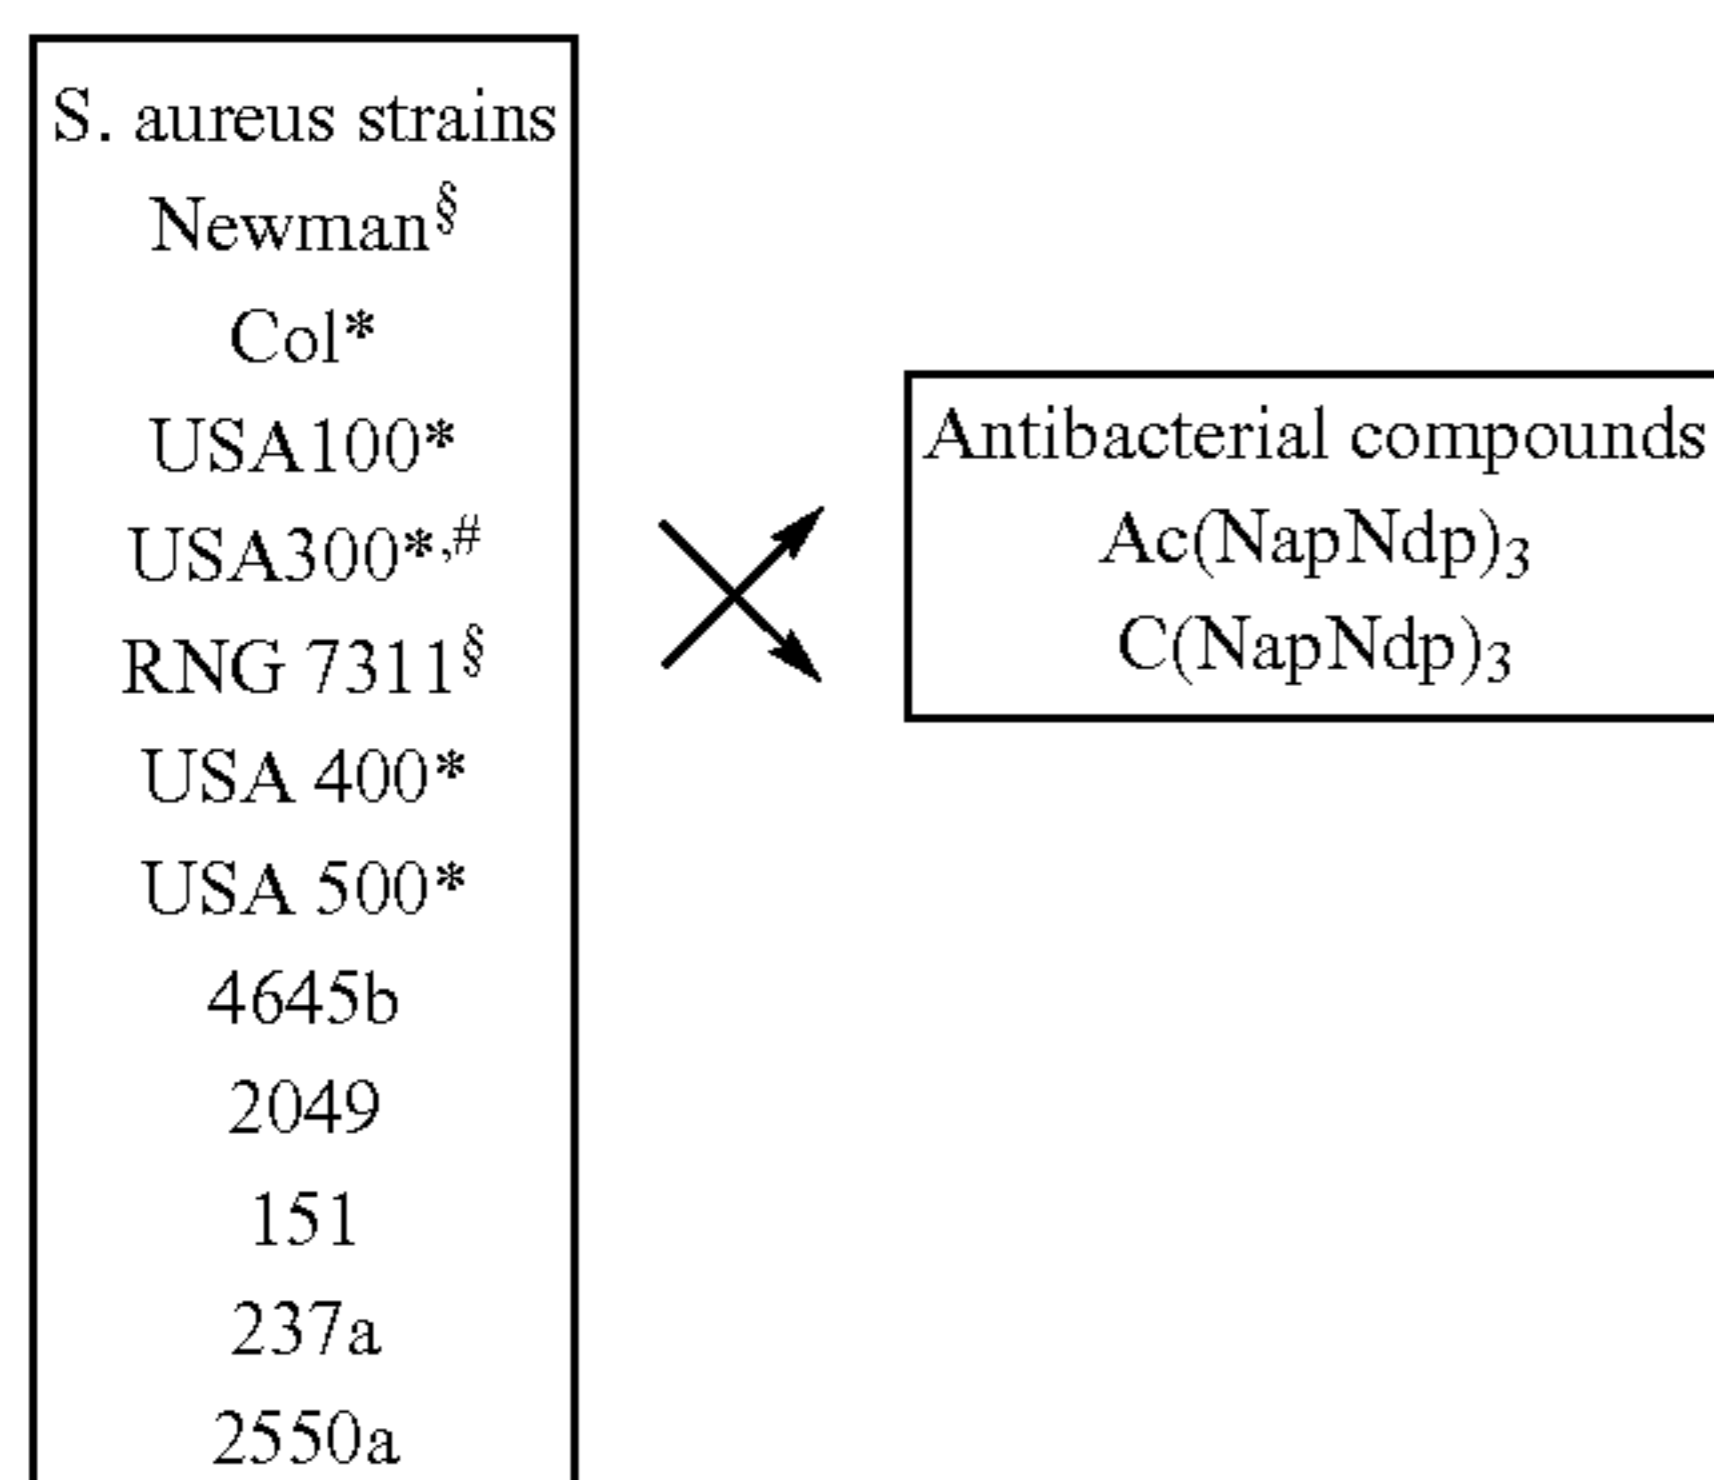 S. aureus strains
Newman§
Col*
USA100*
USA300*,#
RNG 7311§
USA 400*
USA 500*
4645b
2049
151
237a
2550a
Antibacterial compounds
Ac(NapNdp)3
C(NapNdp)3